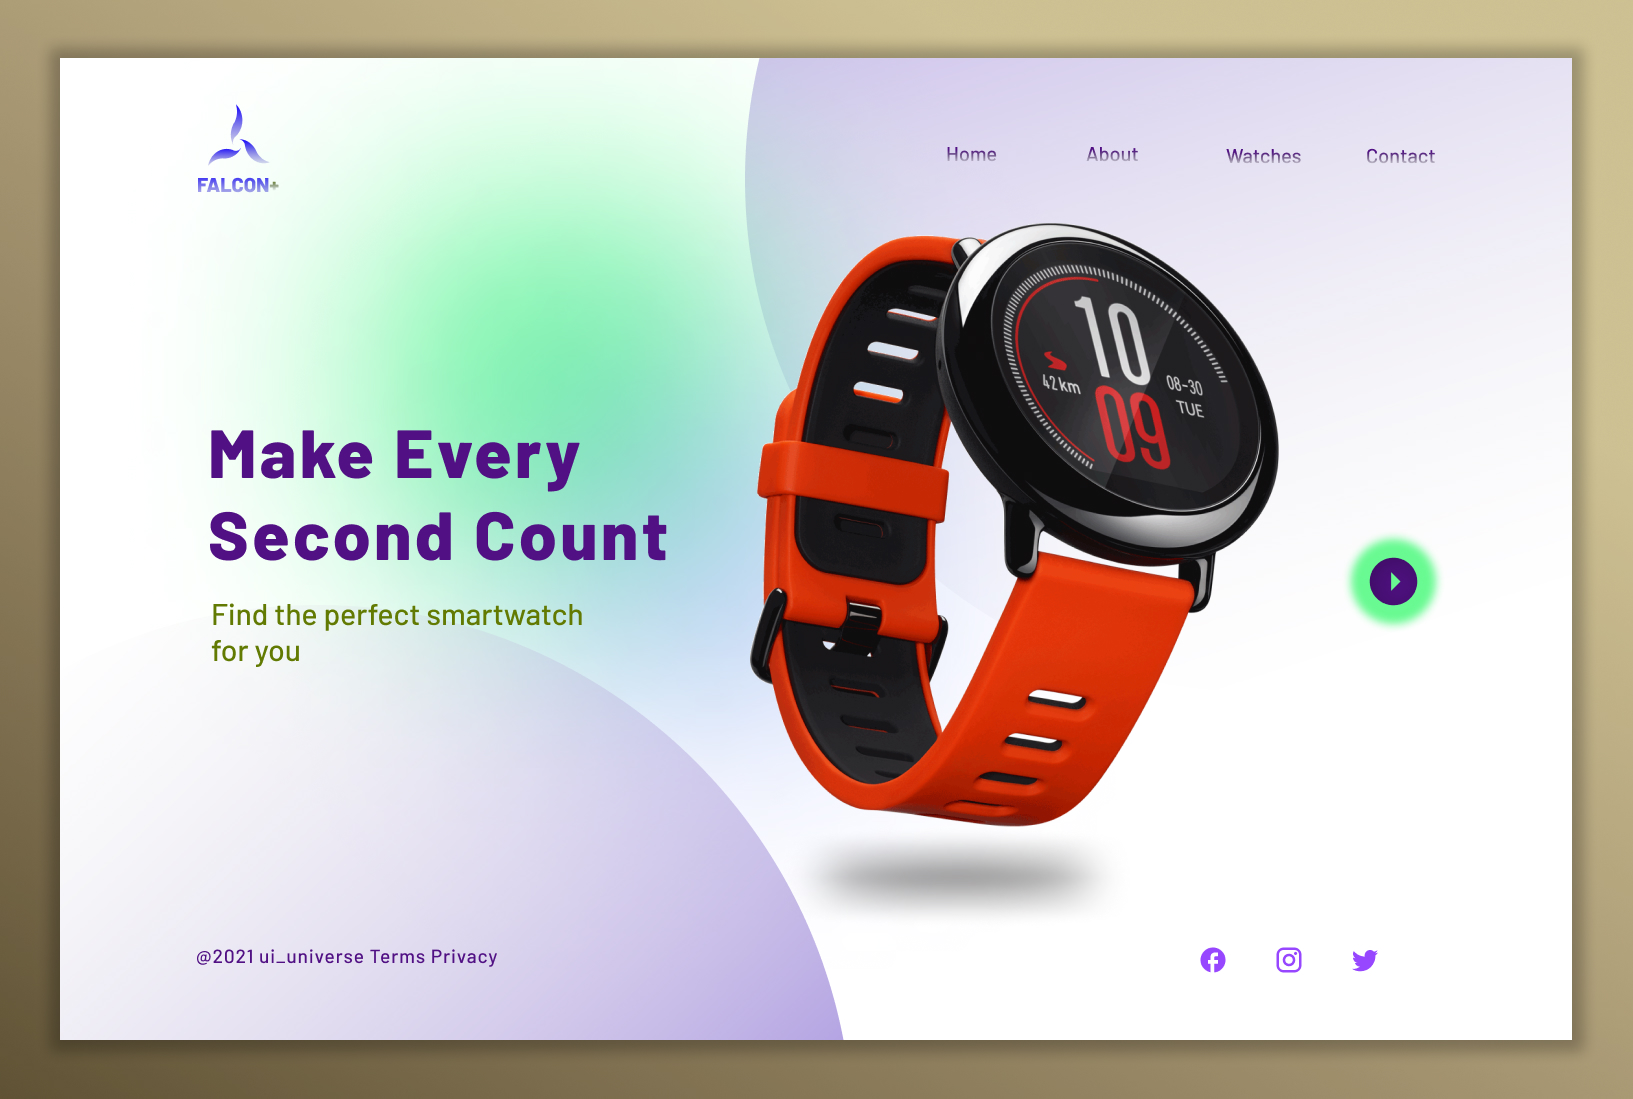 FALCON+
Home About Watches Contact
10
42km
08-30
TUE
09
Make Every
Second Count
Find the perfect smartwatch
for you
@2021 ui_universe Terms Privacy